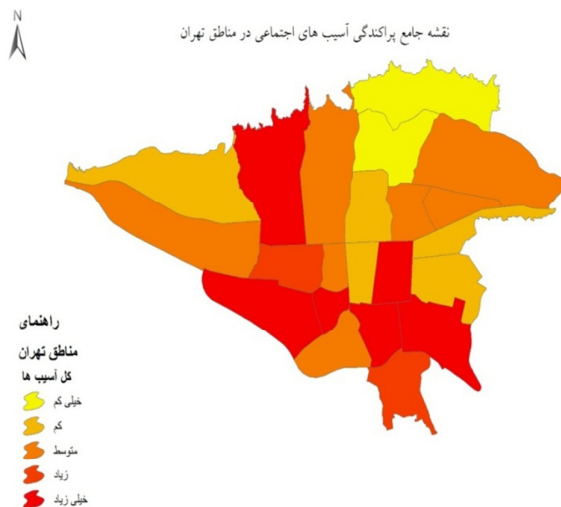 N
نقشه جامع پراکندگی آسیب های اجتماعی در مناطق تهران
راهنمای
مناطق تهران
کل آسیب ها
خیلی کم
کم
متوسط
زیاد
خیلی زیاد